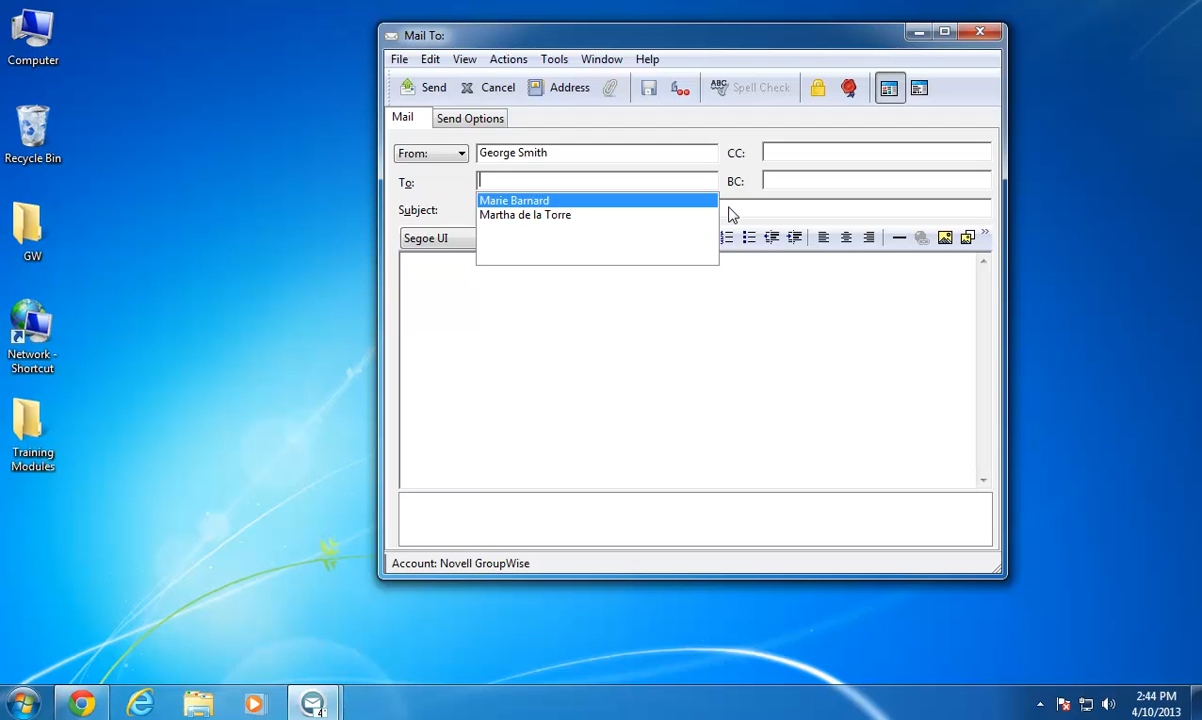 Computer
Recycle Bin
GW
Network -
Shortcut
Training
Modules
Mail To:
File Edit View Actions Tools Window Help
Send Cancel Address ABC Spell Check
Mail Send Options
From: George Smith CC:
To: BC:
Marie Barnard
Subject:
Martha de la Torre
Segoe UI
Account: Novell GroupWise
4
2:44 PM
4/10/2013